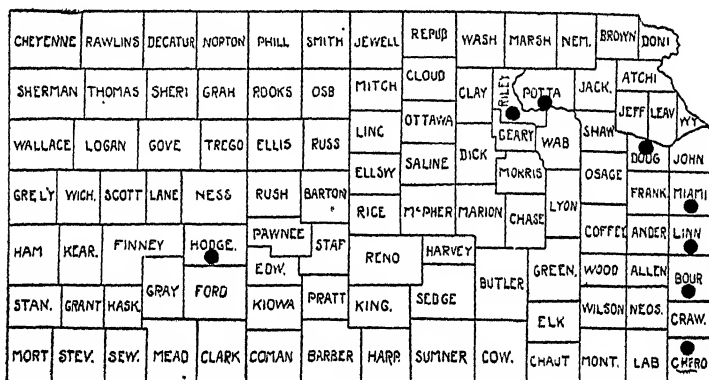 CHEYENNE RAWLINS DECATUR NORTON PHILL SMITH JEWELL REPUB WASH MARSH NEM. BROWN DONI
SHERMAN THOMAS SHERI GRAH ROOKS OSB MITCH CLOUD CLAY RILEY POTTA JACK. ATCHI
JEFF LEAV WY
WALLACE LOGAN GOVE TREGO ELLIS RUSS LINC OTTAWA GEARY WAB SHAW DOUG JOHN
ELLSW SALINE DICK MORRIS OSAGE
GRELY WICH. SCOTT LANE NESS RUSH BARTON RICE McPHER MARION CHASE LYON FRANK. MIAMI
HAM KEAR. FINNEY HODGE. PAWNEE STAF RENO HARVEY COFFEY ANDER LINN
EDW. BUTLER GREEN. WOOD ALLEN BOUR
STAN. GRANT HASK. GRAY FORD KIOWA PRATT KING. SEDGE ELK WILSON NEOS. CRAW.
MORT STEV. SEW. MEAD CLARK COMAN BARBER HARP. SUMNER COW. CHAUT MONT. LAB CHERO